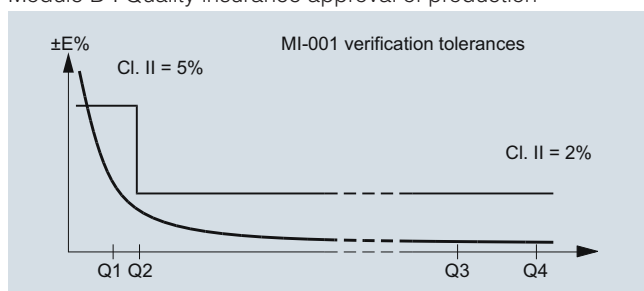 Module D : Quality insurance approval of production
±E%
MI-001 verification tolerances
Cl. II = 5%
Cl. II = 2%
Q1 Q2 Q3 Q4